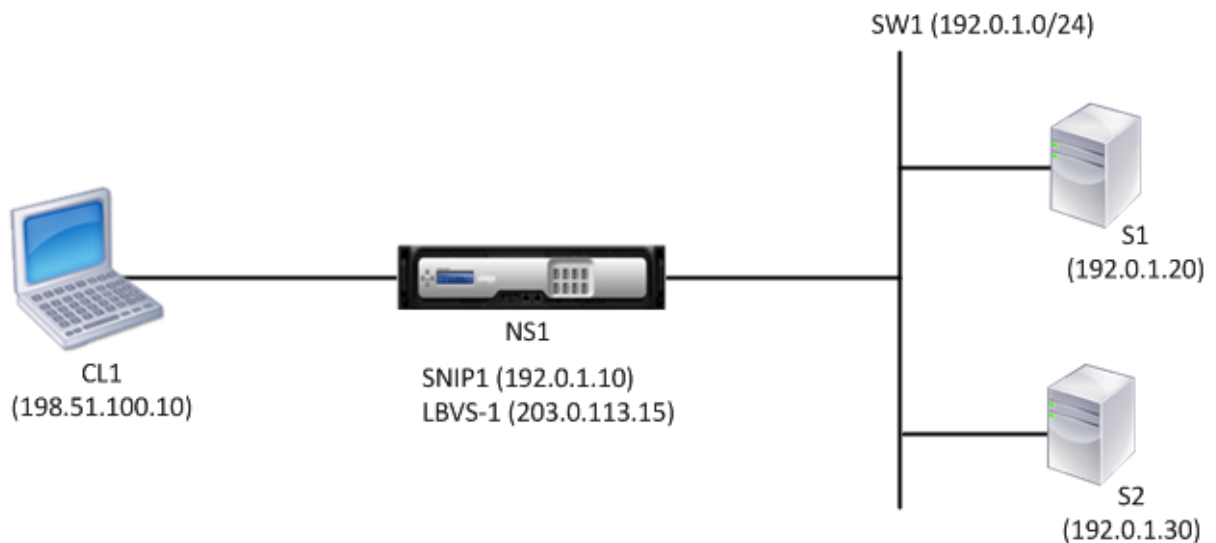 SW1 (192.0.1.0/24)
S1
(192.0.1.20)
NS1
SNIP1 (192.0.1.10)
LBVS-1 (203.0.113.15)
CL1
(198.51.100.10)
S2
(192.0.1.30)